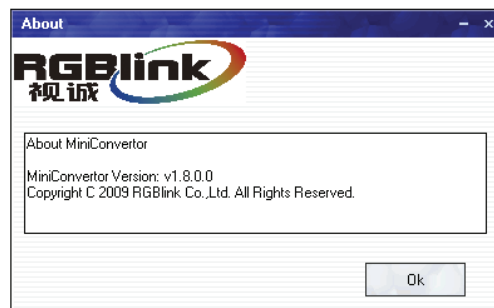 About
RGBlink
视诚
About MiniConvertor
MiniConvertor Version: v1.8.0.0
Copyright C 2009 RGBlink Co.,Ltd. All Rights Reserved.
Ok